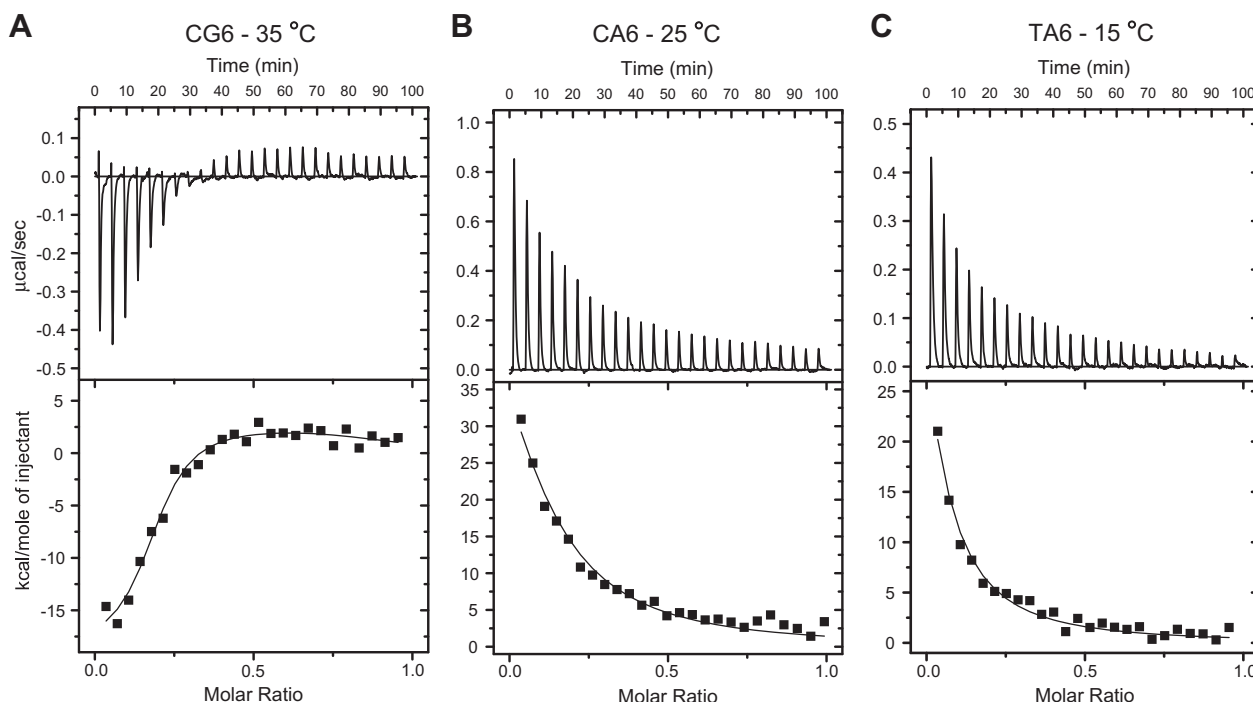 A
CG6 - 35 °C
Time (min)
0 10 20 30 40 50 60 70 80 90 100
0.1
0.0
-0.1
-0.2
-0.3
-0.4
-0.5
µcal/sec
5
0
-5
-10
-15
kcal/mole of injectant
0.0 0.5 1.0
Molar Ratio
B
CA6 - 25 °C
Time (min)
0 10 20 30 40 50 60 70 80 90 100
1.0
0.8
0.6
0.4
0.2
0.0
35
30
25
20
15
10
5
0
0.0 0.5 1.0
Molar Ratio
C
TA6 - 15 °C
Time (min)
0 10 20 30 40 50 60 70 80 90 100
0.5
0.4
0.3
0.2
0.1
0.0
25
20
15
10
5
0
0.0 0.5 1.0
Molar Ratio